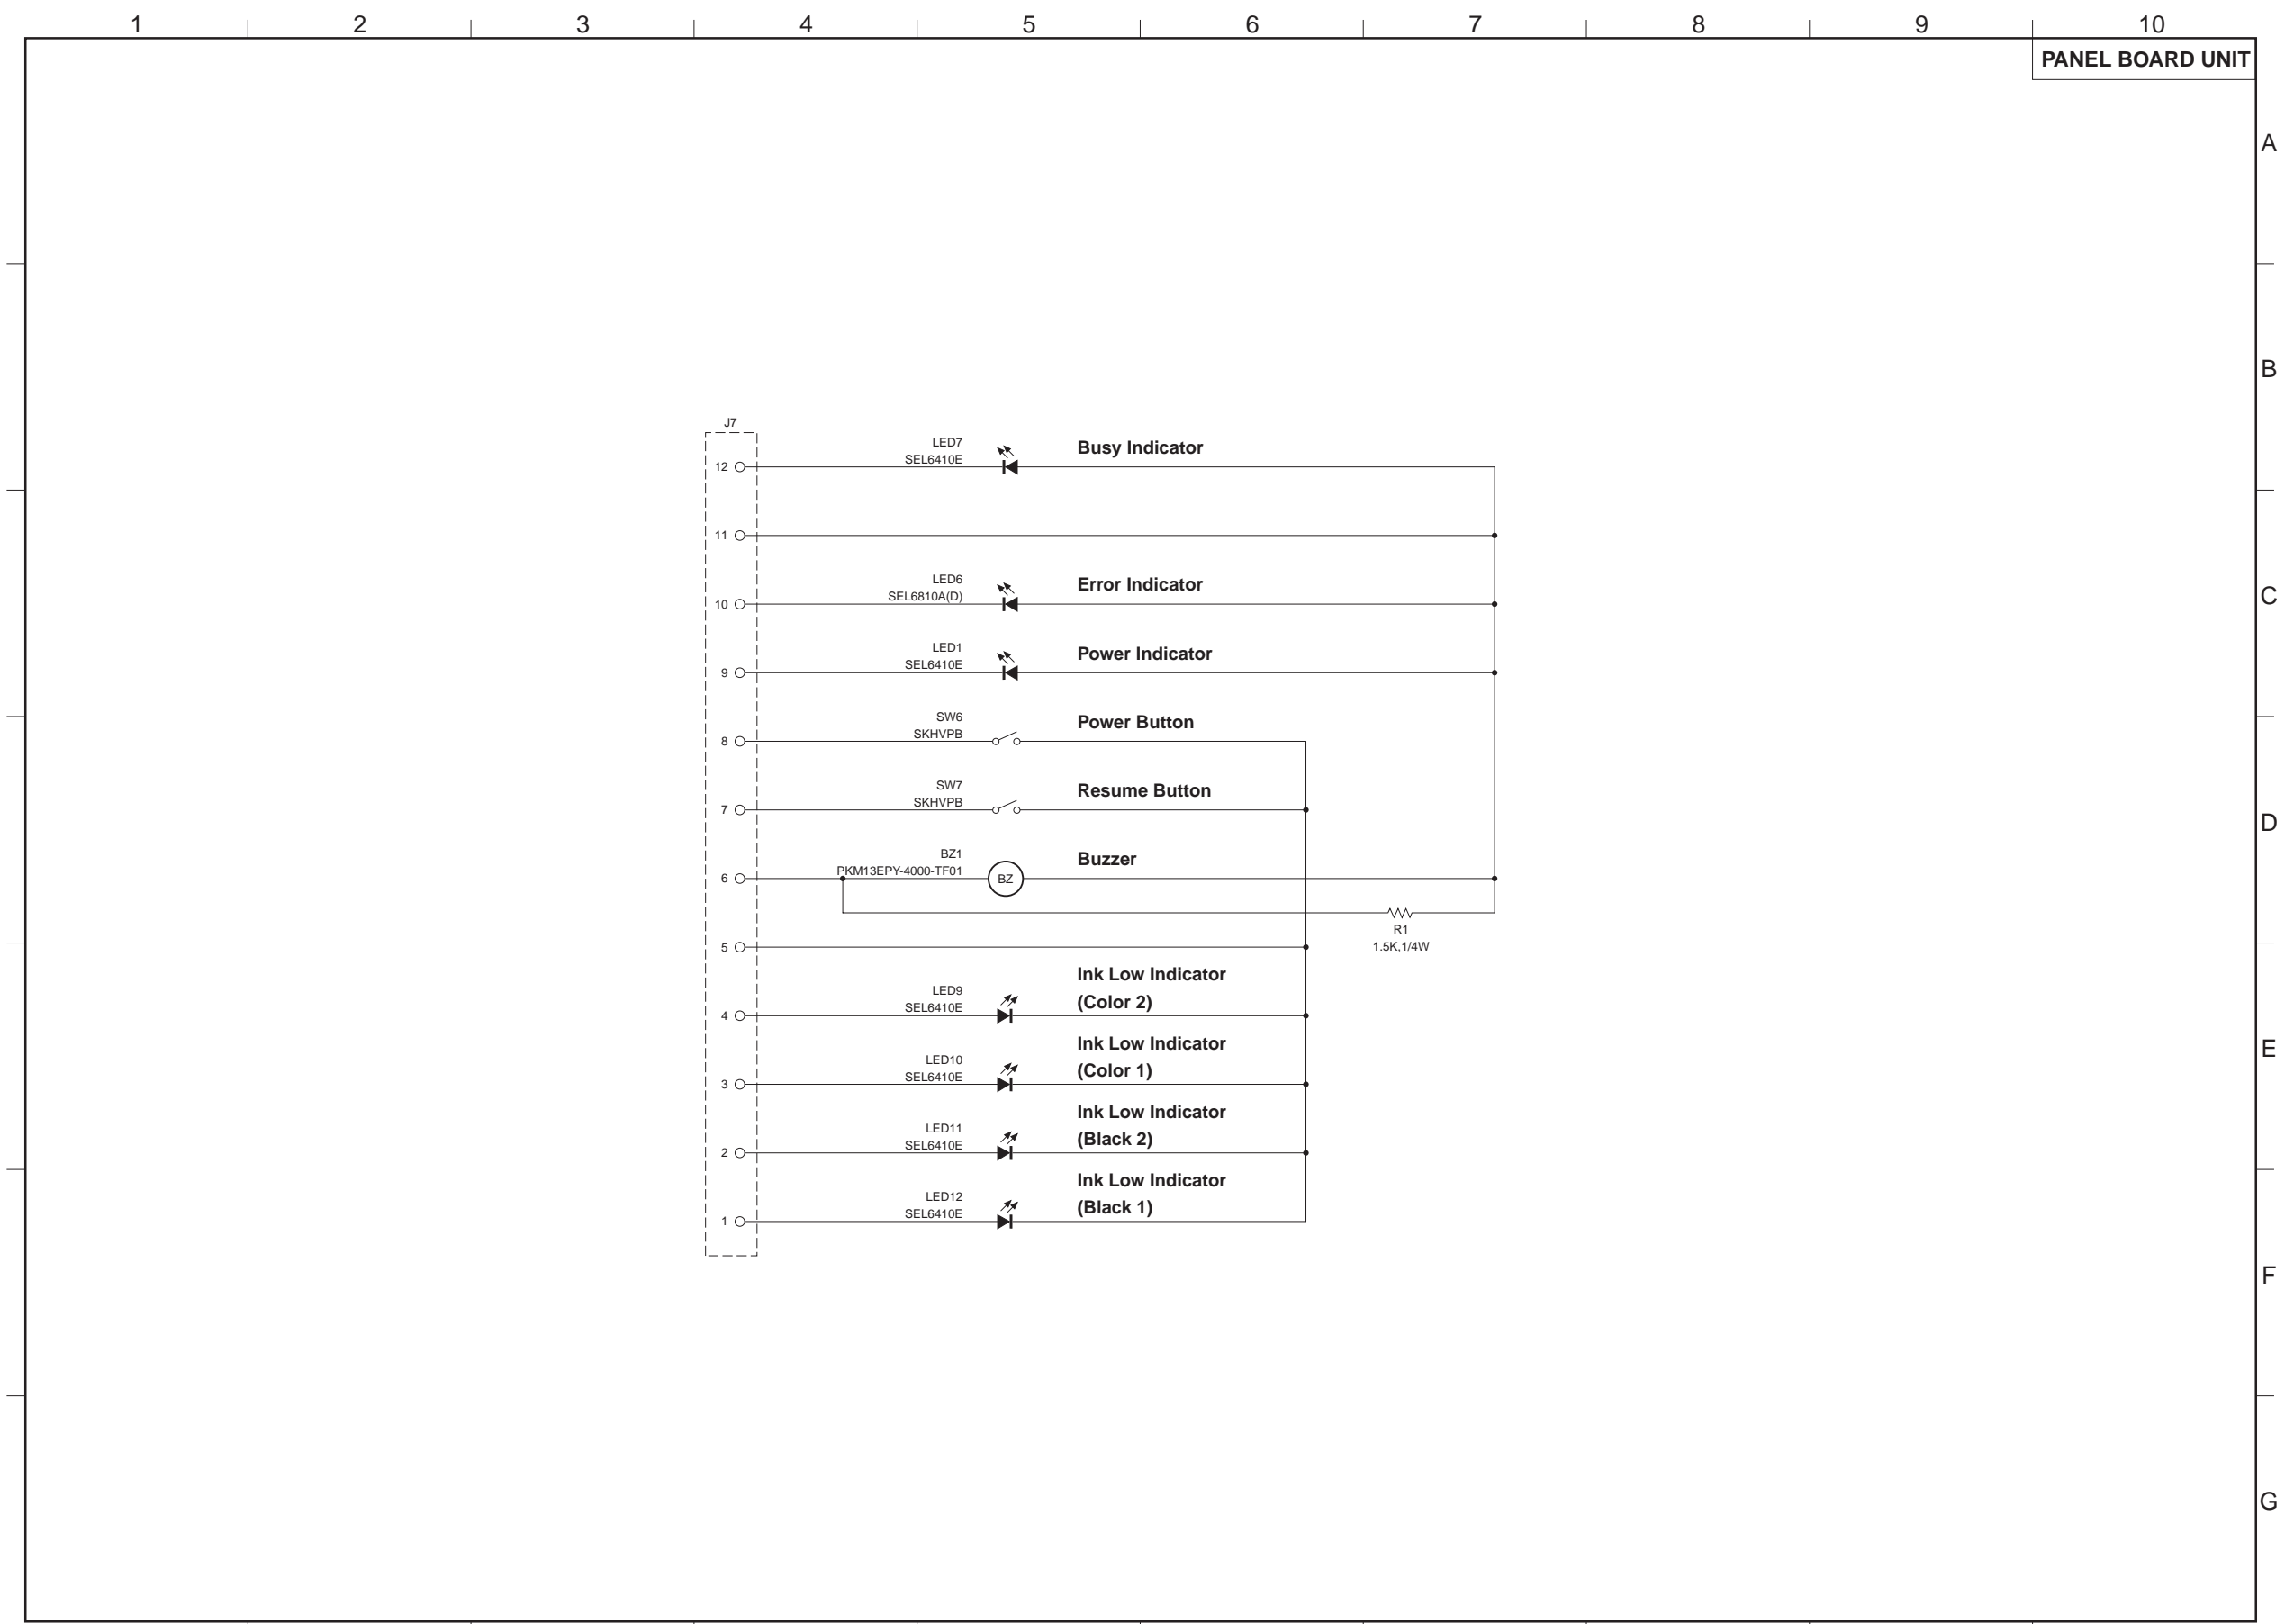 1 2 3 4 5 6 7 8 9 10
PANEL BOARD UNIT
A
B
C
D
E
F
G
J7
LED7
SEL6410E
Busy Indicator
12
11
LED6
SEL6810A(D)
Error Indicator
10
LED1
SEL6410E
Power Indicator
9
SW6
SKHVPB
Power Button
8
SW7
SKHVPB
Resume Button
7
BZ1
PKM13EPY-4000-TF01
Buzzer
6
BZ
R1
1.5K,1/4W
5
LED9
SEL6410E
Ink Low Indicator
(Color 2)
4
LED10
SEL6410E
Ink Low Indicator
(Color 1)
3
LED11
SEL6410E
Ink Low Indicator
(Black 2)
2
LED12
SEL6410E
Ink Low Indicator
(Black 1)
1